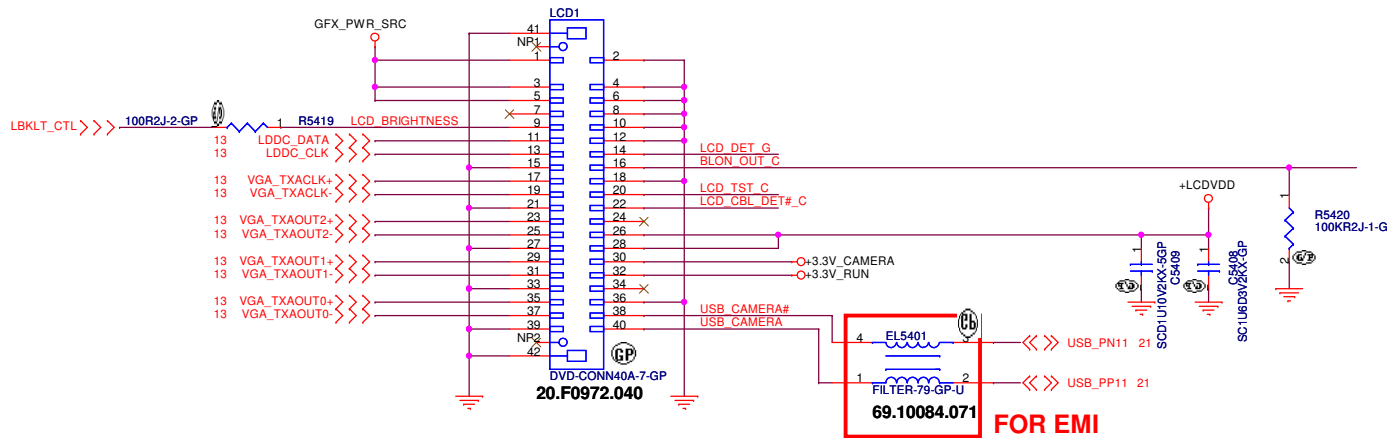 LCD1
GFX_PWR_SRC
41
NP1
1
2
3
4
5
6
7
8
LBKLT_CTL
100R2J-2-GP
1
R5419
LCD_BRIGHTNESS
9
10
13
LDDC_DATA
11
12
13
LDDC_CLK
13
14
LCD_DET_G
15
16
BLON_OUT_C
13
VGA_TXACLK+
17
18
13
VGA_TXACLK-
19
20
LCD_TST_C
21
22
LCD_CBL_DET#_C
13
VGA_TXAOUT2+
23
24
13
VGA_TXAOUT2-
25
26
27
28
13
VGA_TXAOUT1+
29
30
+3.3V_CAMERA
13
VGA_TXAOUT1-
31
32
+3.3V_RUN
33
34
13
VGA_TXAOUT0+
35
36
13
VGA_TXAOUT0-
37
38
USB_CAMERA#
39
40
USB_CAMERA
NP2
42
GP
DVD-CONN40A-7-GP
20.F0972.040
+LCDVDD
1
R5420
100KR2J-1-G
2
1
C5409
SCD1U10V2KX-5GP
1
C5408
SC1U6D3V2KX-GP
4
EL5401
3
USB_PN11 21
1
2
USB_PP11 21
FILTER-79-GP-U
69.10084.071
FOR EMI